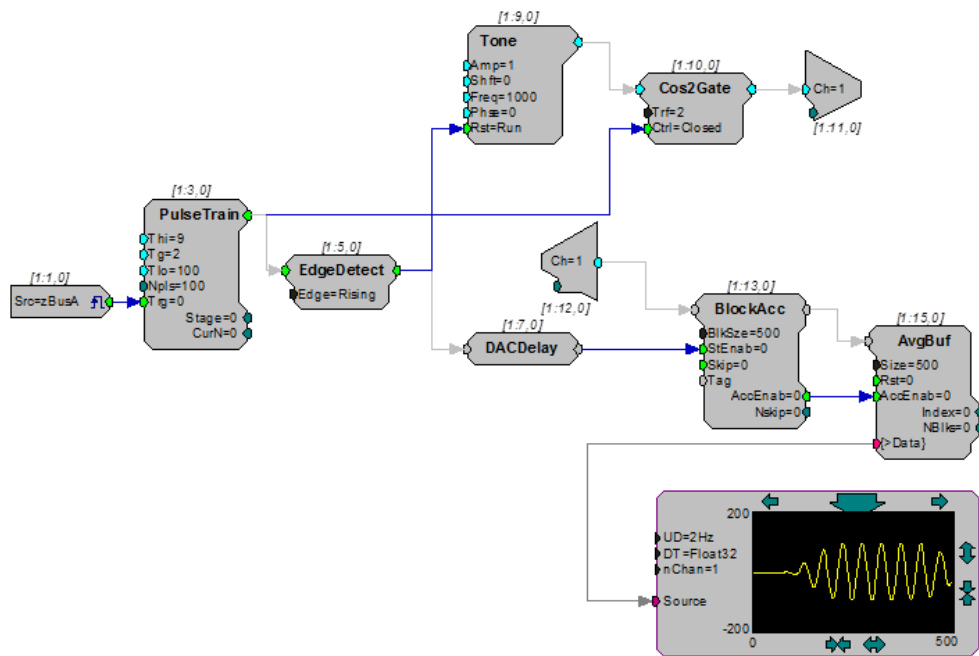 [1:9,0]
Tone
Amp=1
Shft=0
Freq=1000
Phse=0
Rst=Run
[1:10,0]
Cos2Gate
Trf=2
Ctrl=Closed
Ch=1
[1:11,0]
[1:3,0]
PulseTrain
Thi=9
Tg=2
Tlo=100
Npls=100
Trg=0
Stage=0
CurN=0
[1:1,0]
Src=zBusA
[1:5,0]
EdgeDetect
Edge=Rising
Ch=1
[1:12,0]
[1:7,0]
DACDelay
[1:13,0]
BlockAcc
BlkSze=500
StEnab=0
Skip=0
Tag
AccEnab=0
Nskip=0
[1:15,0]
AvgBuf
Size=500
Rst=0
AccEnab=0
Index=0
NBlks=0
{>Data}
UD=2Hz
DT=Float32
nChan=1
Source
200
-200
0
500